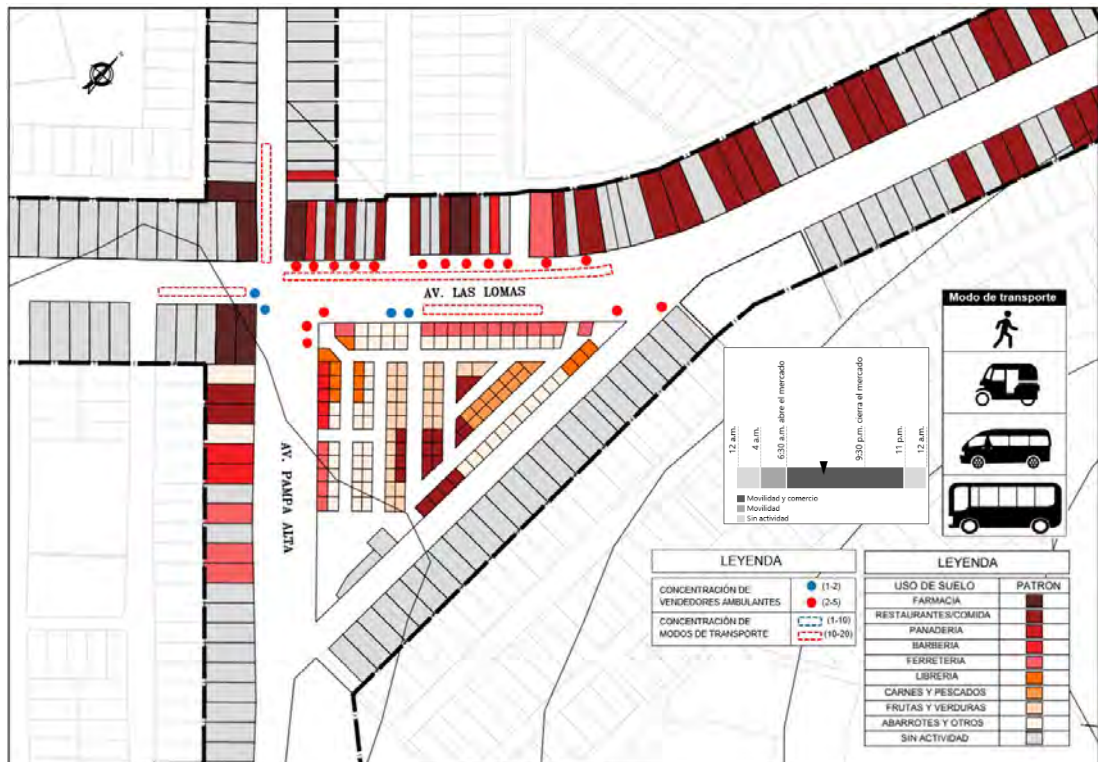 AV. LAS LOMAS
AV. PAMPA ALTA
Modo de transporte
12 a.m.
4 a.m.
6:30 a.m. abre el mercado
9:30 p.m. cierra el mercado
11 p.m.
12 a.m.
Movilidad y comercio
Movilidad
Sin actividad
LEYENDA
CONCENTRACIÓN DE
VENDEDORES AMBULANTES
(1-2)
(2-5)
CONCENTRACIÓN DE
MODOS DE TRANSPORTE
(1-10)
(10-20)
LEYENDA
USO DE SUELO PATRON
FARMACIA
RESTAURANTES/COMIDA
PANADERIA
BARBERIA
FERRETERIA
LIBRERIA
CARNES Y PESCADOS
FRUTAS Y VERDURAS
ABARROTES Y OTROS
SIN ACTIVIDAD